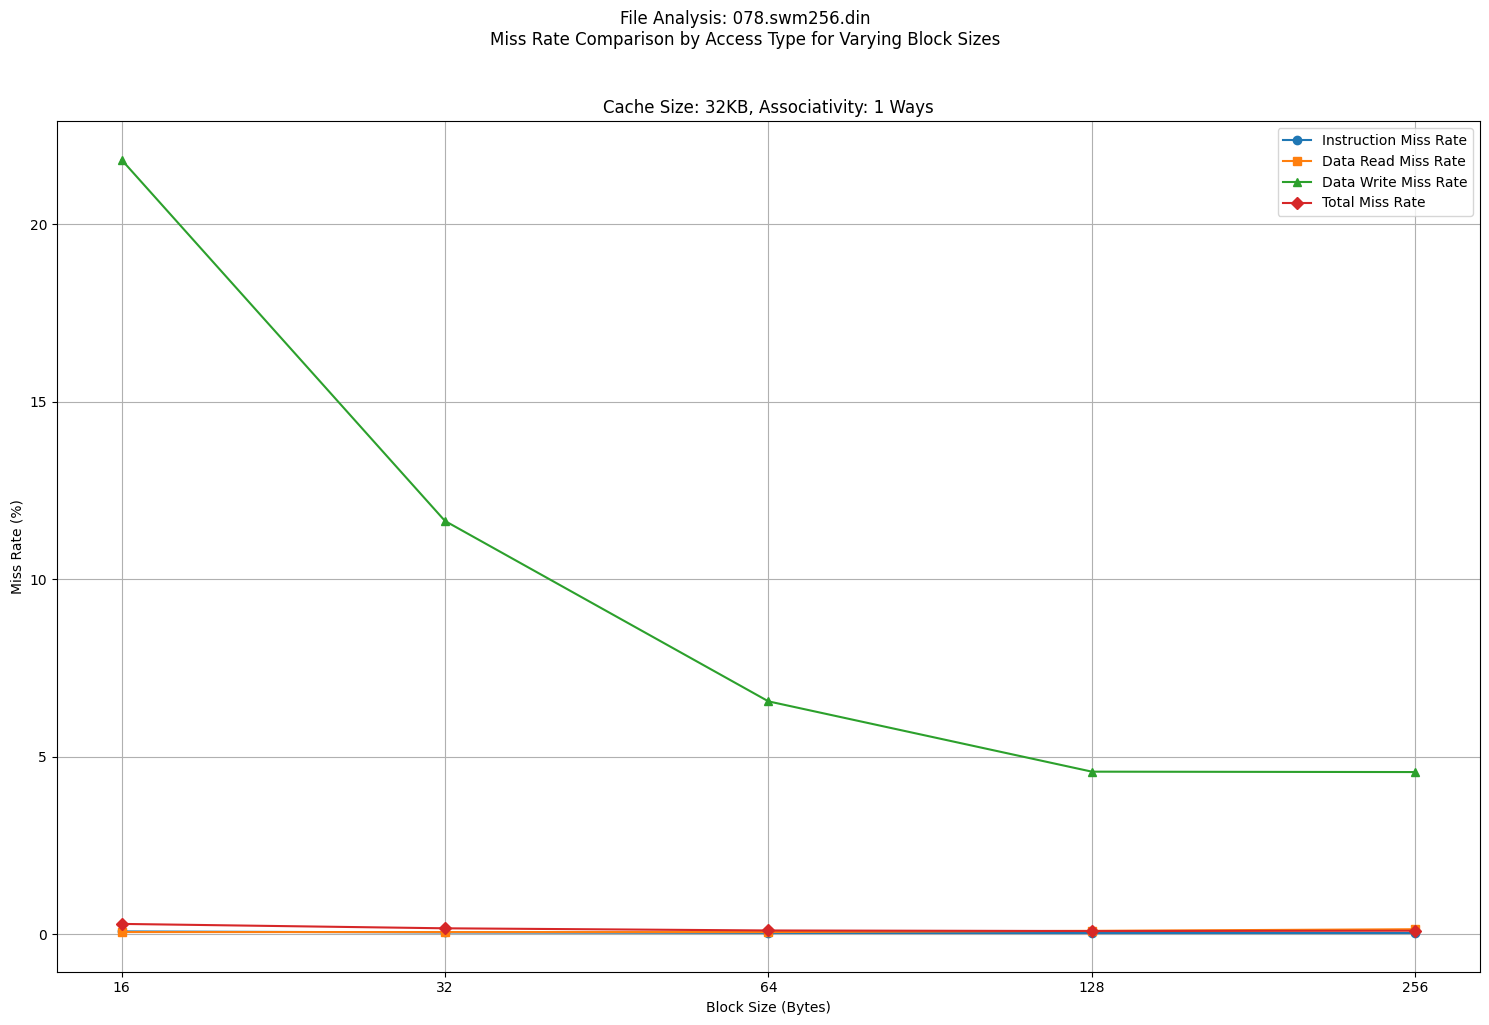 File Analysis: 078.swm256.din
Miss Rate Comparison by Access Type for Varying Block Sizes
Cache Size: 32KB, Associativity: 1 Ways
Instruction Miss Rate
Data Read Miss Rate
Data Write Miss Rate
Total Miss Rate
Miss Rate (%)
20
15
10
5
0
16 32 64 128 256
Block Size (Bytes)